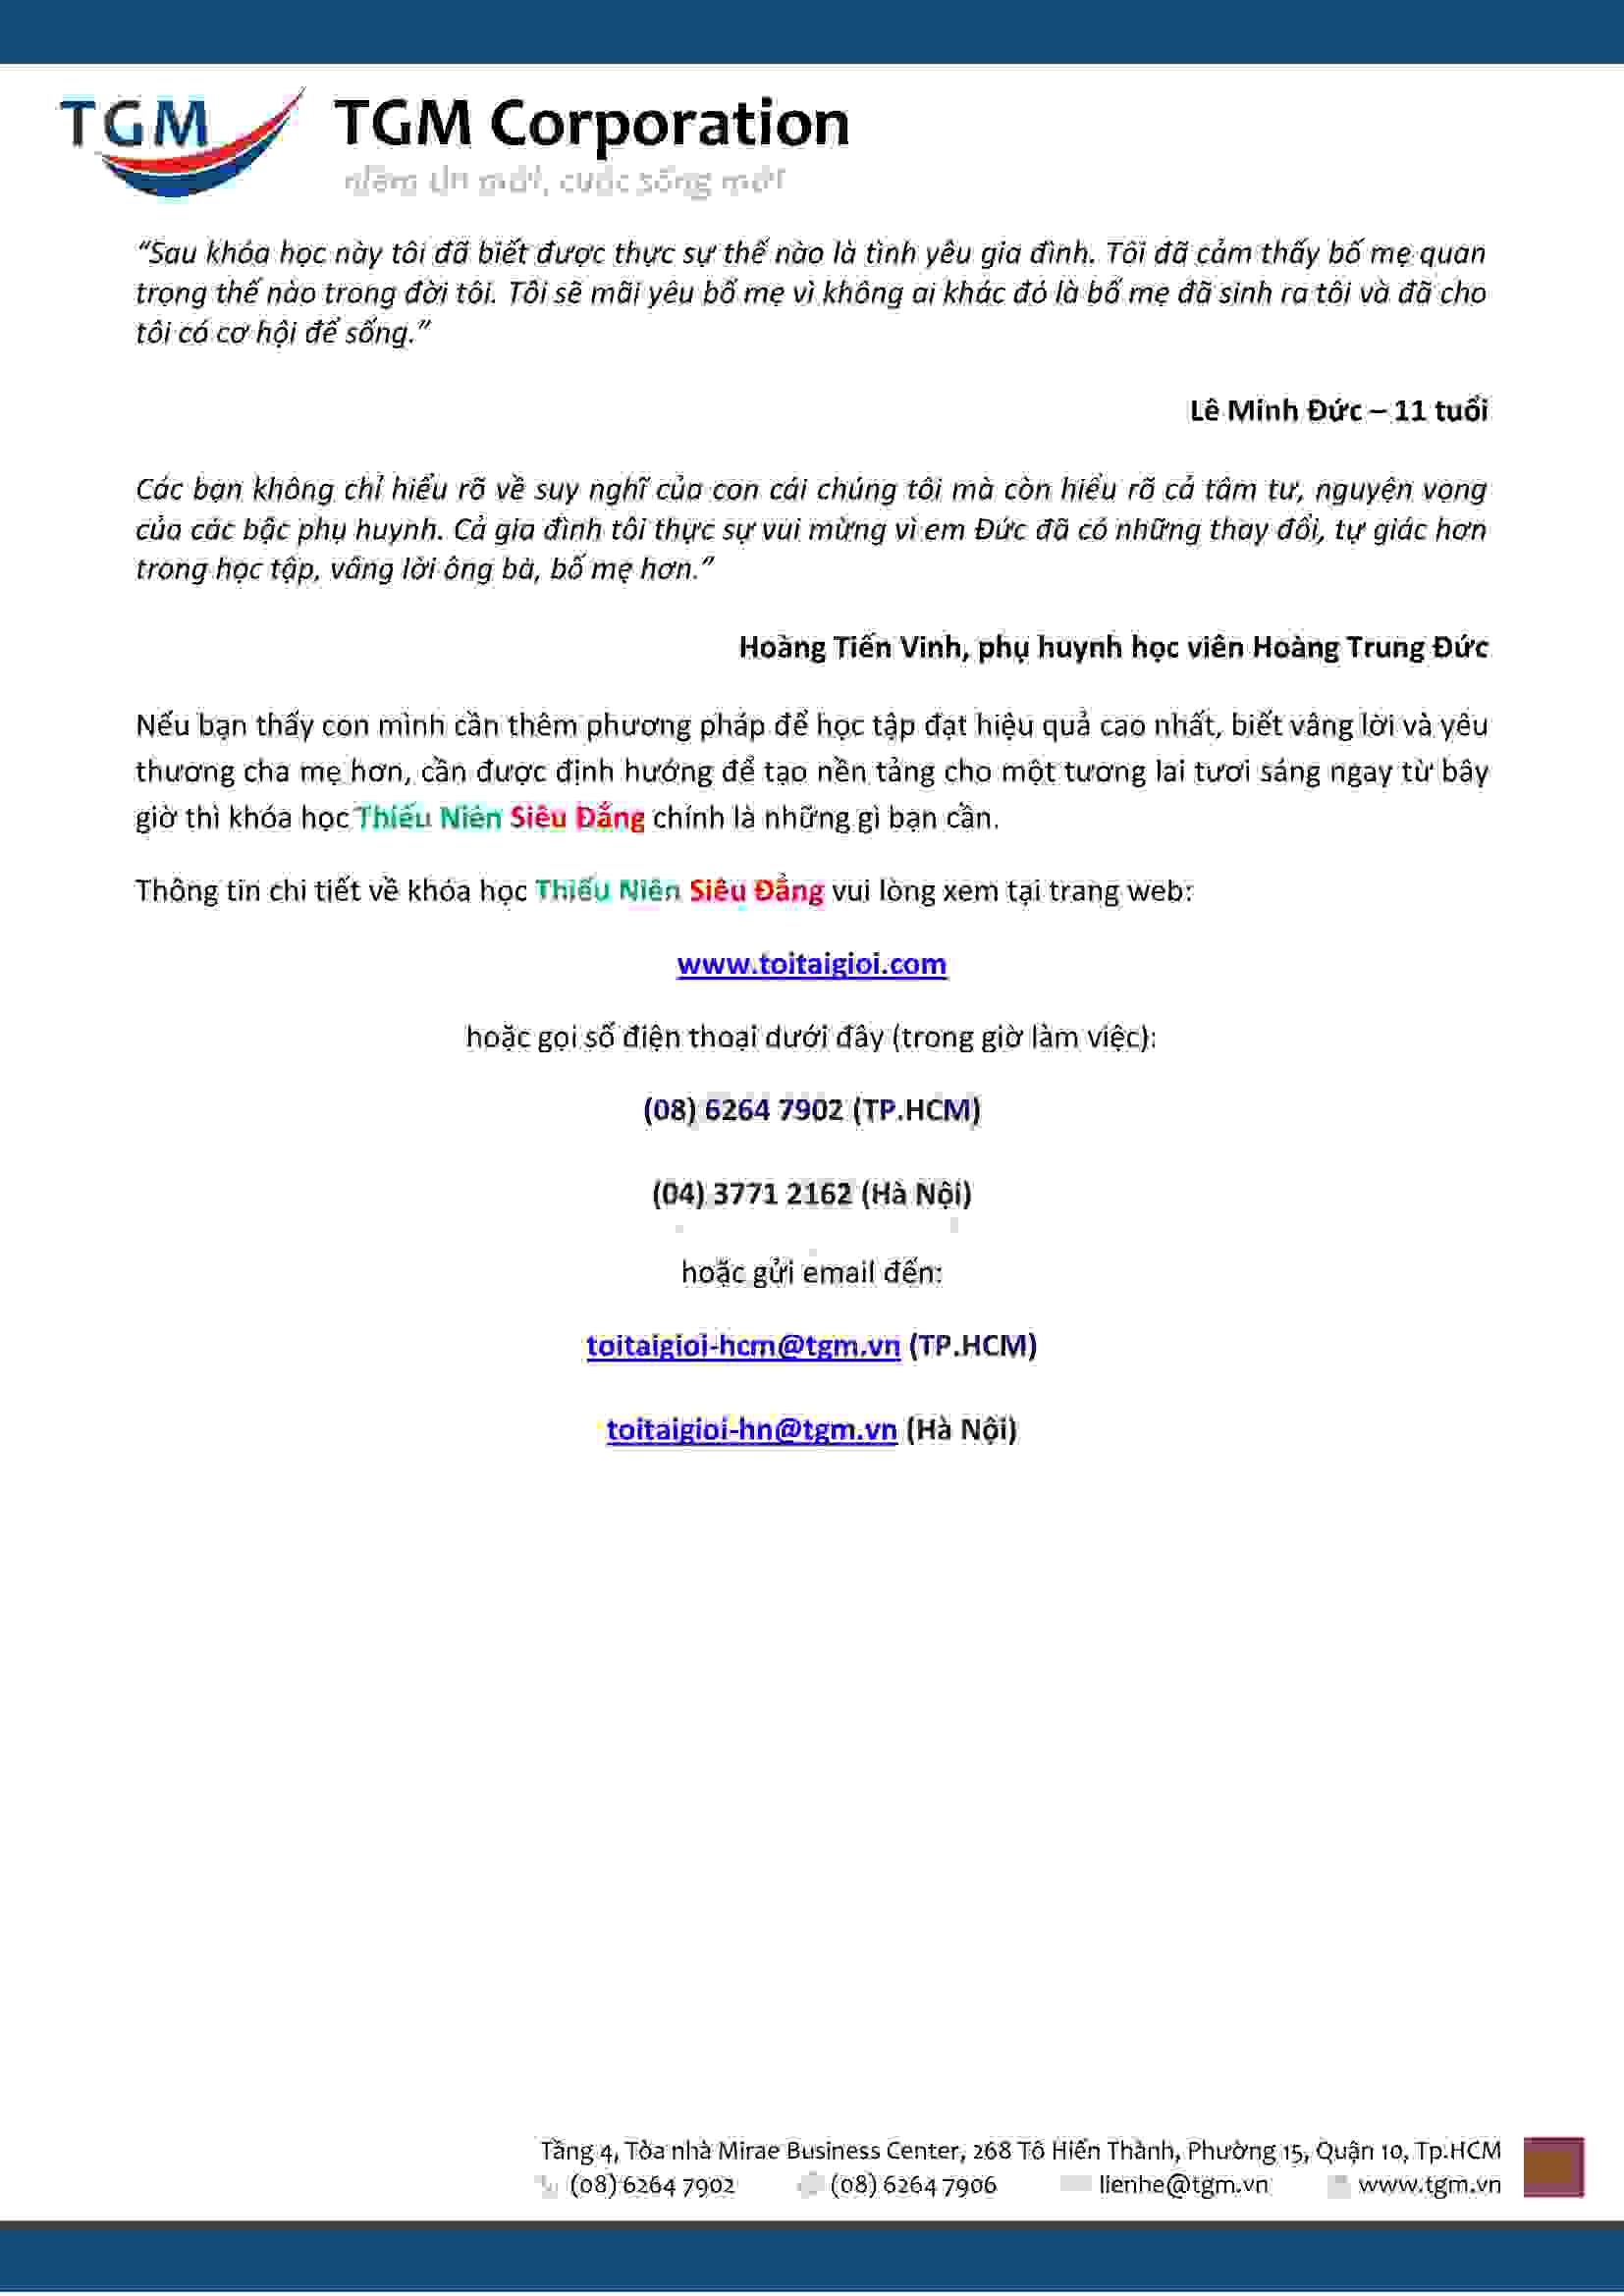 TGM
TGM Corporation
niềm tin mới, cuộc sống mới
“Sau khóa học này tôi đã biết được thực sự thế nào là tình yêu gia đình. Tôi đã cảm thấy bố mẹ quan
trọng thế nào trong đời tôi. Tôi sẽ mãi yêu bố mẹ vì không ai khác đó là bố mẹ đã sinh ra tôi và đã cho
tôi có cơ hội để sống.”
Lê Minh Đức – 11 tuổi
Các bạn không chỉ hiểu rõ về suy nghĩ của con cái chúng tôi mà còn hiểu rõ cả tâm tư, nguyện vọng
của các bậc phụ huynh. Cả gia đình tôi thực sự vui mừng vì em Đức đã có những thay đổi, tự giác hơn
trong học tập, vâng lời ông bà, bố mẹ hơn.”
Hoàng Tiến Vinh, phụ huynh học viên Hoàng Trung Đức
Nếu bạn thấy con mình cần thêm phương pháp để học tập đạt hiệu quả cao nhất, biết vâng lời và yêu
thương cha mẹ hơn, cần được định hướng để tạo nền tảng cho một tương lai tươi sáng ngay từ bây
giờ thì khóa học Thiếu Niên Siêu Đẳng chính là những gì bạn cần.
Thông tin chi tiết về khóa học Thiếu Niên Siêu Đẳng vui lòng xem tại trang web:
www.toitaigioi.com
hoặc gọi số điện thoại dưới đây (trong giờ làm việc):
(08) 6264 7902 (TP.HCM)
(04) 3771 2162 (Hà Nội)
hoặc gửi email đến:
toitaigioi-hcm@tgm.vn (TP.HCM)
toitaigioi-hn@tgm.vn (Hà Nội)
Tầng 4, Tòa nhà Mirae Business Center, 268 Tô Hiến Thành, Phường 15, Quận 10, Tp.HCM
(08) 6264 7902 (08) 6264 7906 lienhe@tgm.vn www.tgm.vn